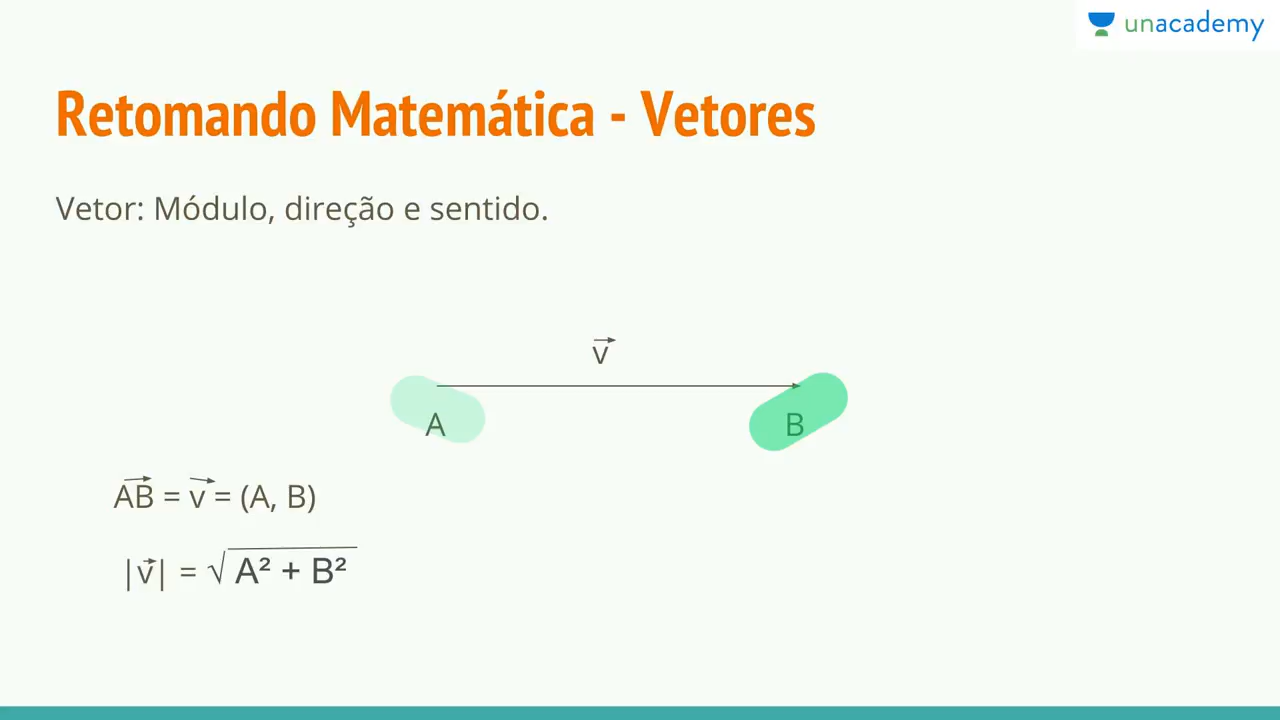 unacademy
Retomando Matemática - Vetores
Vetor: Módulo, direção e sentido.
v
A
B
AB = v = (A, B)
|v| = √ A² + B²